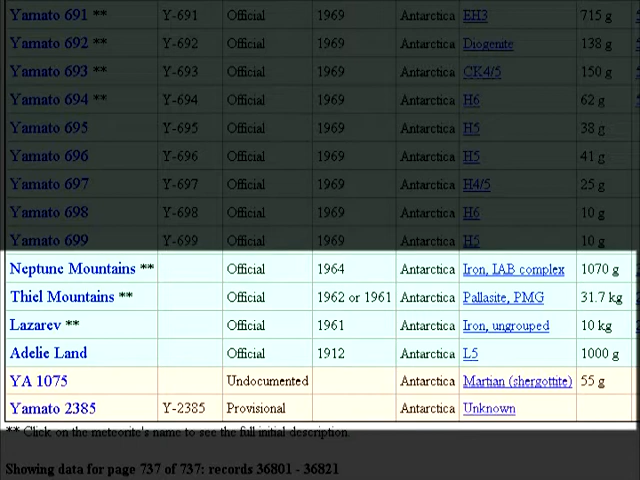 Yamato 691 ** Y-691 Official 1969 Antarctica EH3 715 g
Yamato 692 ** Y-692 Official 1969 Antarctica Diogenite 138 g
Yamato 693 ** Y-693 Official 1969 Antarctica CK4/5 150 g
Yamato 694 ** Y-694 Official 1969 Antarctica H6 62 g
Yamato 695 Y-695 Official 1969 Antarctica H5 38 g
Yamato 696 Y-696 Official 1969 Antarctica H5 41 g
Yamato 697 Y-697 Official 1969 Antarctica H4/5 25 g
Yamato 698 Y-698 Official 1969 Antarctica H6 10 g
Yamato 699 Y-699 Official 1969 Antarctica H5 10 g
Neptune Mountains ** Official 1964 Antarctica Iron, IAB complex 1070 g
Thiel Mountains ** Official 1962 or 1961 Antarctica Pallasite, PMG 31.7 kg
Lazarev ** Official 1961 Antarctica Iron, ungrouped 10 kg
Adelie Land Official 1912 Antarctica L5 1000 g
YA 1075 Undocumented Antarctica Martian (shergottite) 55 g
Yamato 2385 Y-2385 Provisional Antarctica Unknown
** Click on the meteorite's name to see the full initial description.
Showing data for page 737 of 737: records 36801 - 36821